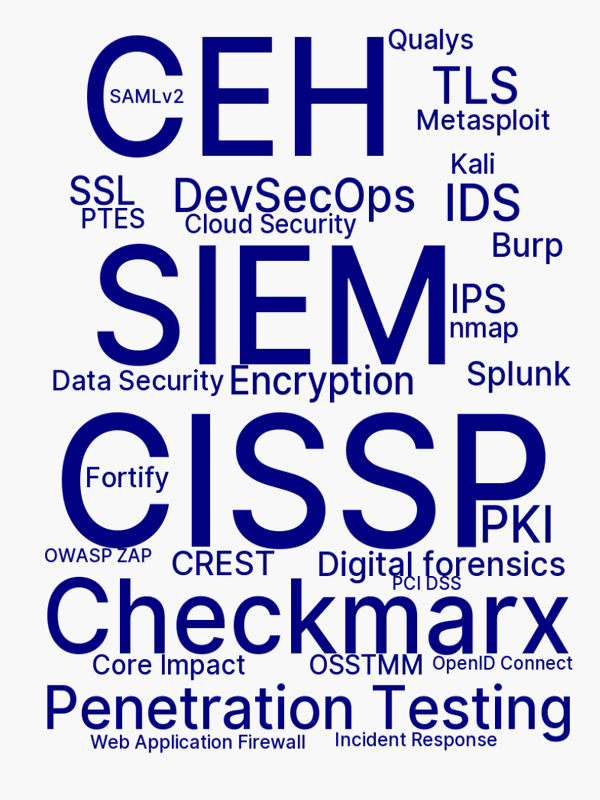 Qualys
CEH
SAMLv2
TLS
Metasploit
Kali
SSL
DevSecOps
IDS
PTES
Cloud Security
Burp
SIEM
IPS
nmap
Data Security
Encryption
Splunk
CISSP
Fortify
PKI
OWASP ZAP
CREST
Digital forensics
PCI DSS
Checkmarx
Core Impact
OSSTMM
OpenID Connect
Penetration Testing
Web Application Firewall
Incident Response